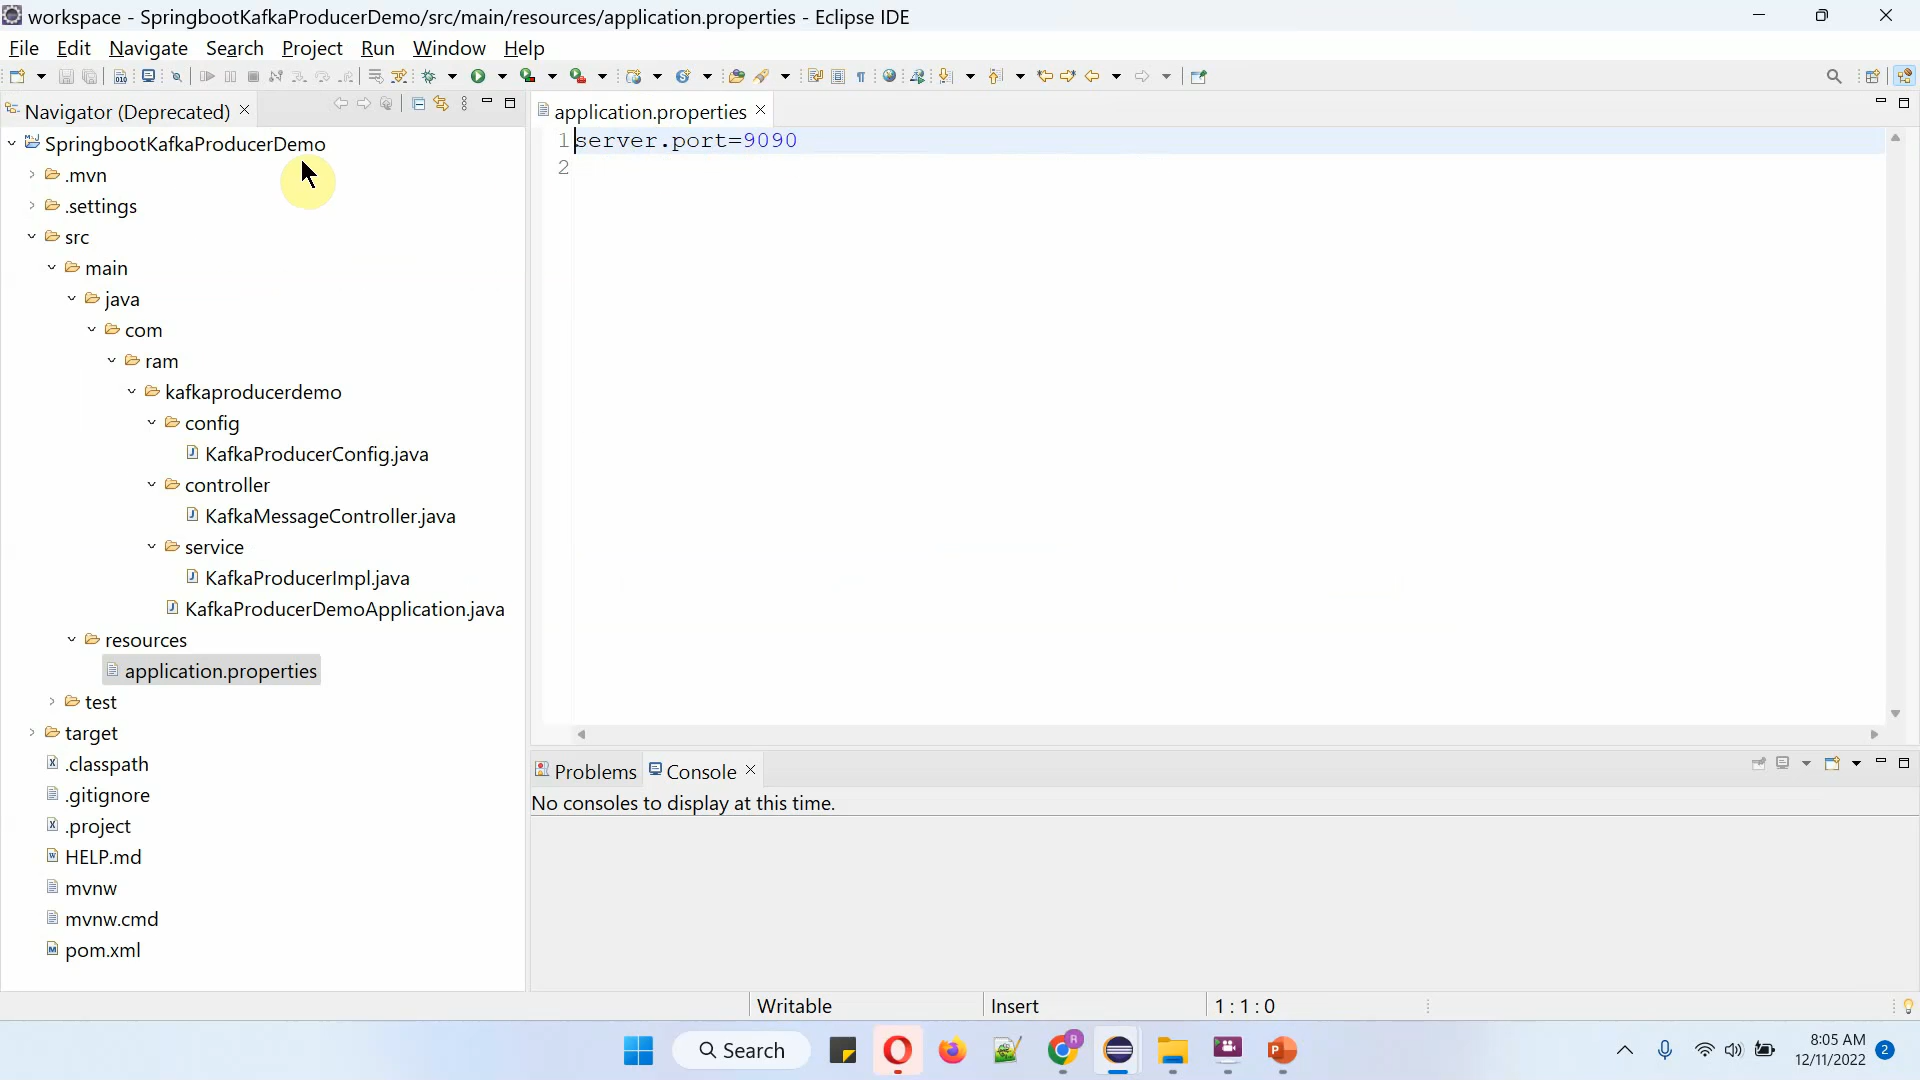 workspace - SpringbootKafkaProducerDemo/src/main/resources/application.properties - Eclipse IDE
File Edit Navigate Search Project Run Window Help
Navigator (Deprecated)
SpringbootKafkaProducerDemo
.mvn
.settings
src
main
java
com
ram
kafkaproducerdemo
config
KafkaProducerConfig.java
controller
KafkaMessageController.java
service
KafkaProducerImpl.java
KafkaProducerDemoApplication.java
resources
application.properties
test
target
.classpath
.gitignore
.project
HELP.md
mvnw
mvnw.cmd
pom.xml
application.properties
1 server.port=9090
2
Problems Console
No consoles to display at this time.
Writable Insert 1 : 1 : 0
Search
R
8:05 AM
12/11/2022
2